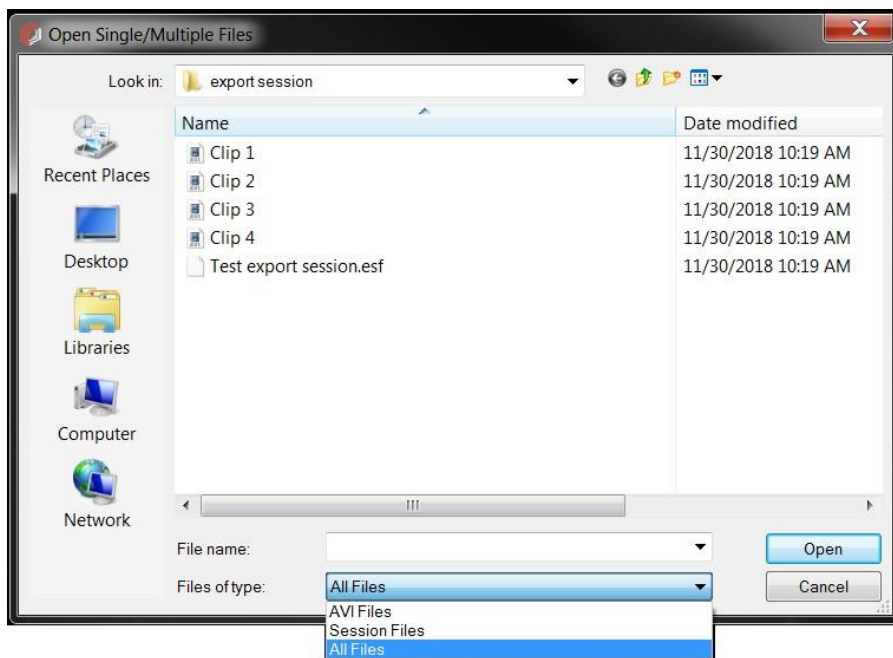 Open Single/Multiple Files
Look in: export session
Name Date modified
Clip 1 11/30/2018 10:19 AM
Clip 2 11/30/2018 10:19 AM
Clip 3 11/30/2018 10:19 AM
Clip 4 11/30/2018 10:19 AM
Test export session.esf 11/30/2018 10:19 AM
Recent Places
Desktop
Libraries
Computer
Network
File name: Open
Files of type: All Files Cancel
AVI Files
Session Files
All Files